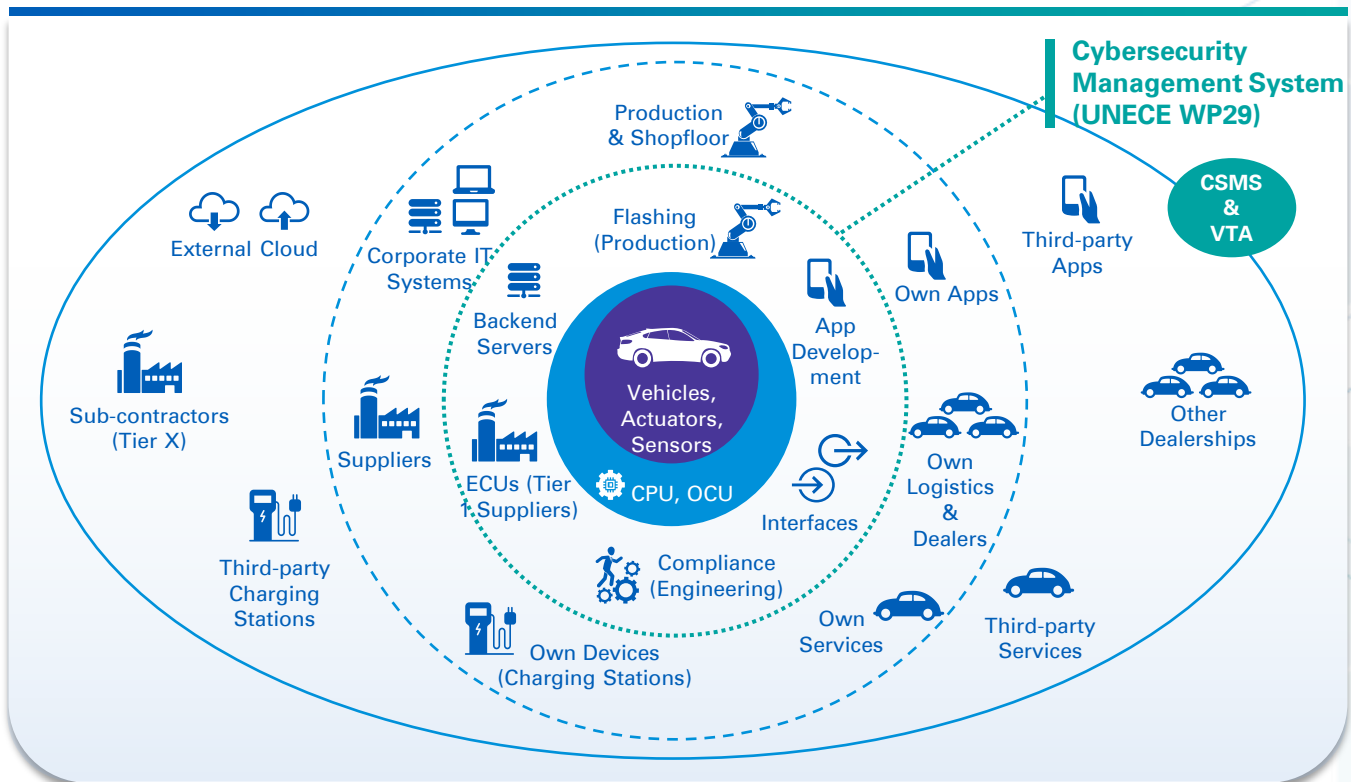 Cybersecurity
Management System
(UNECE WP29)
CSMS
&
VTA
Production
& Shopfloor
External Cloud
Corporate IT
Systems
Flashing
(Production)
Third-party
Apps
Own Apps
Backend
Servers
App
Develop-
ment
Vehicles,
Actuators,
Sensors
Sub-contractors
(Tier X)
Suppliers
ECUs (Tier
1 Suppliers)
CPU, OCU
Interfaces
Own
Logistics
&
Dealers
Other
Dealerships
Third-party
Charging
Stations
Compliance
(Engineering)
Own Devices
(Charging Stations)
Own
Services
Third-party
Services